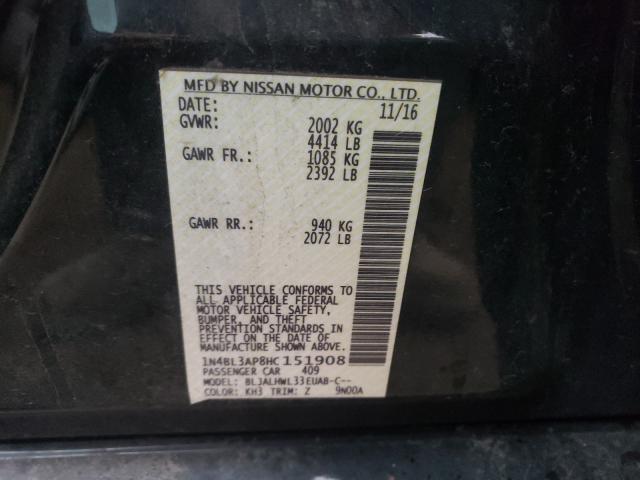 MFD BY NISSAN MOTOR CO., LTD.
DATE: 11/16
GVWR: 2002 KG
4414 LB
GAWR FR.: 1085 KG
2392 LB
GAWR RR.: 940 KG
2072 LB
THIS VEHICLE CONFORMS TO
ALL APPLICABLE FEDERAL
MOTOR VEHICLE SAFETY,
BUMPER, AND THEFT
PREVENTION STANDARDS IN
EFFECT ON THE DATE OF
MANUFACTURE SHOWN ABOVE.
1N4BL3AP8HC151908
PASSENGER CAR 409
MODEL: BLJALHWL33EUAB-C--
COLOR: KH3 TRIM: Z 9N00A